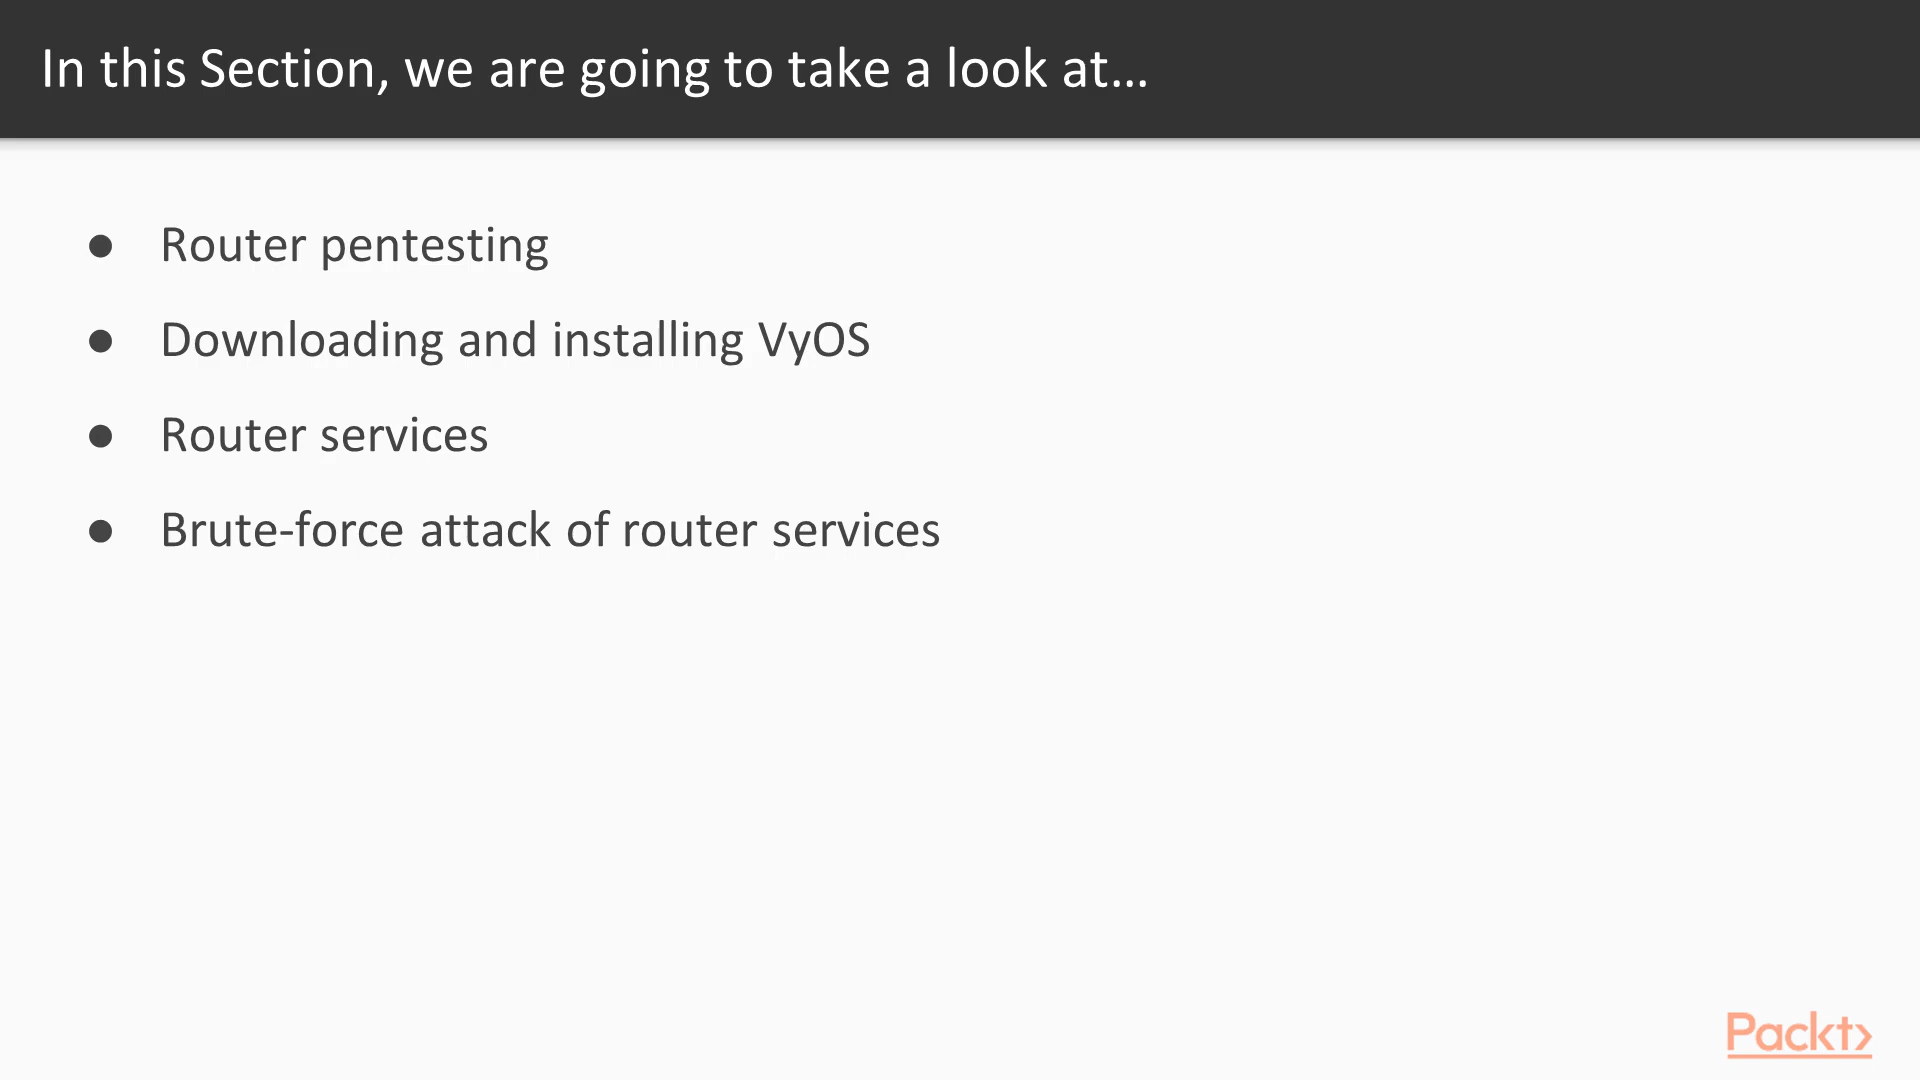 In this Section, we are going to take a look at...
● Router pentesting
● Downloading and installing VyOS
● Router services
● Brute-force attack of router services
Packt>